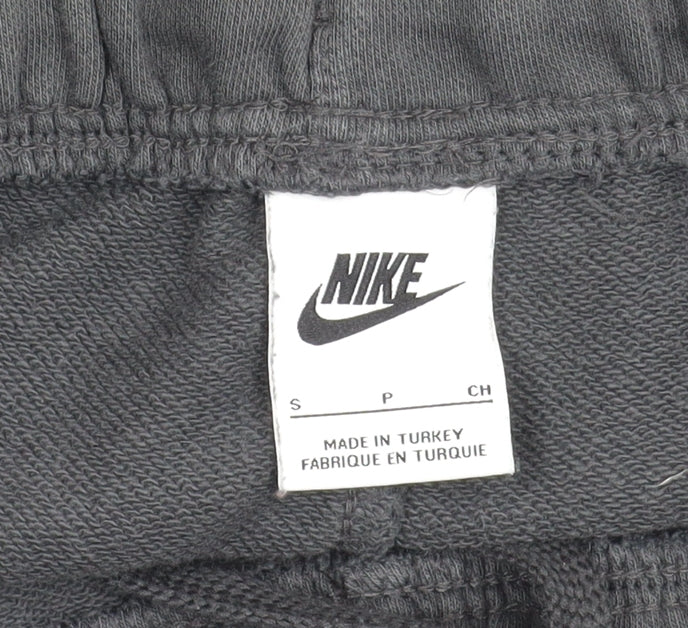 NIKE
S P CH
MADE IN TURKEY
FABRIQUE EN TURQUIE